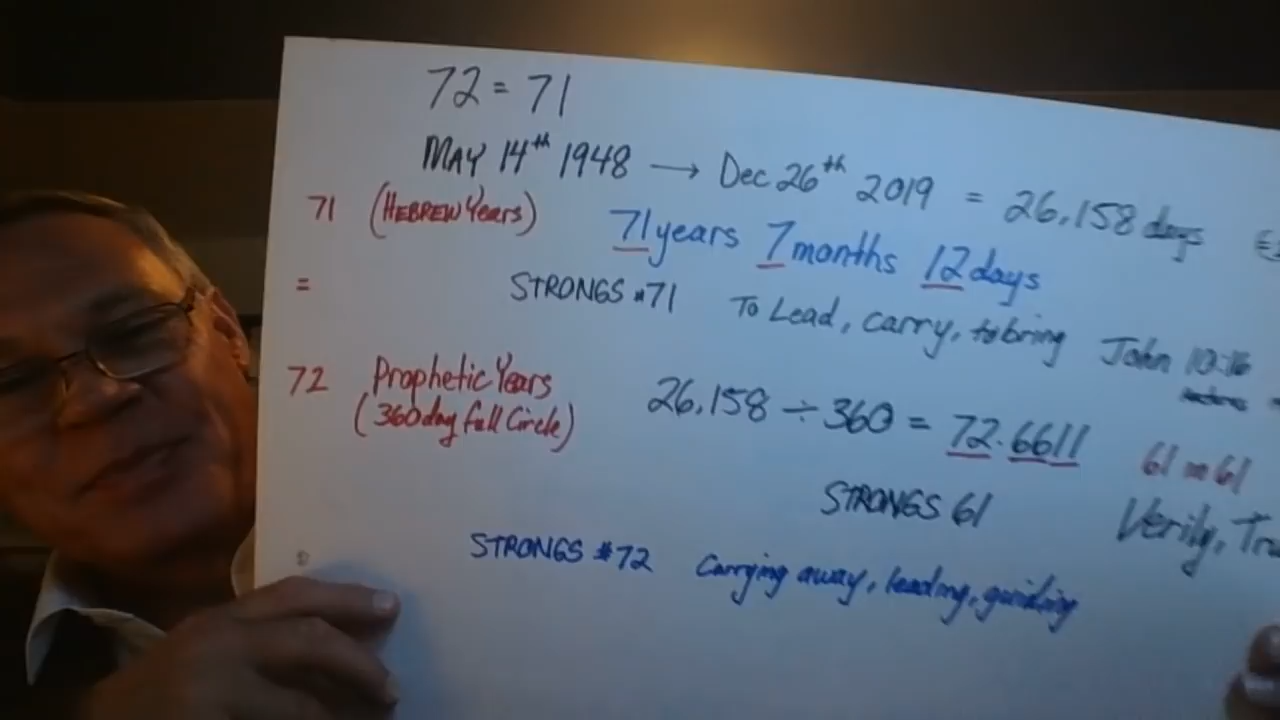 72 = 71
MAY 14th 1948 → Dec 26th 2019 = 26,158 days
71 (HEBREW Years) 71 years 7 months 12 days
= STRONGS #71 To Lead, carry, to bring John 10:16
72 Prophetic Years 26,158 ÷ 360 = 72.6611 61 in 61
(360 day full Circle)
STRONGS 61 Verily, Tru
STRONGS #72 Carrying away, leading, guiding